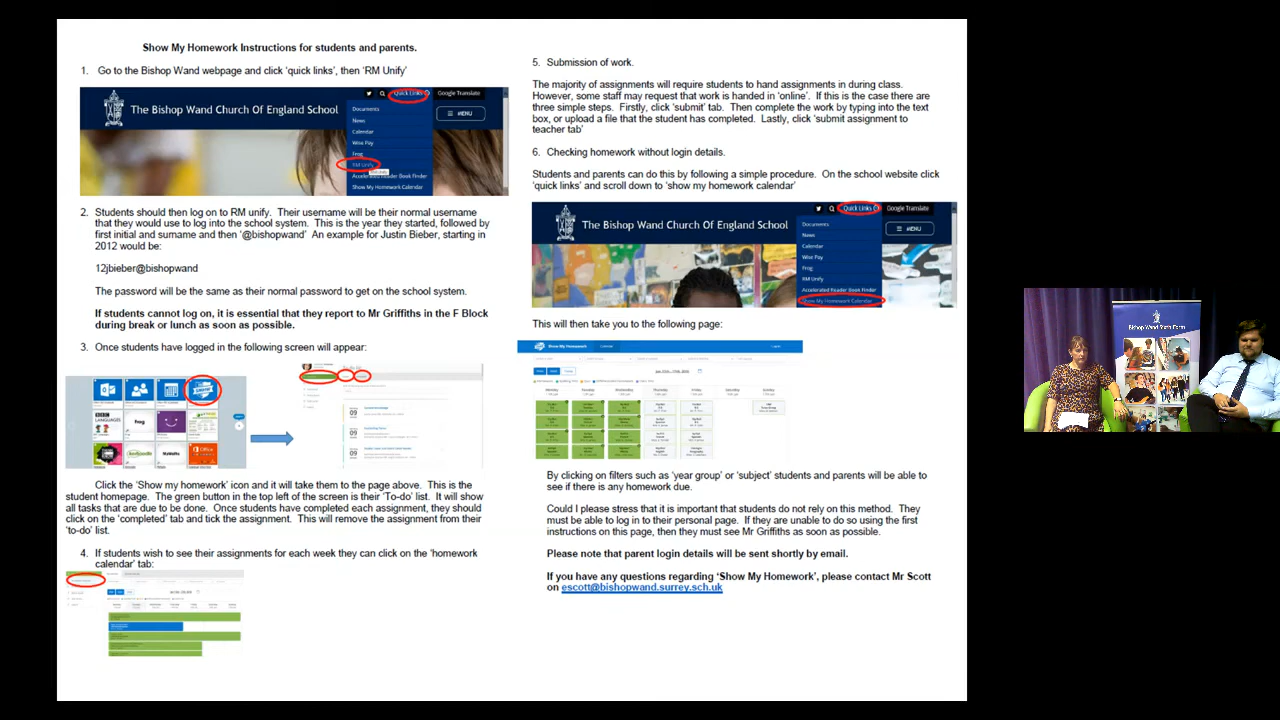 Show My Homework Instructions for students and parents.
1. Go to the Bishop Wand webpage and click 'quick links', then 'RM Unify'
The Bishop Wand Church Of England School
Quick Links
Google Translate
MENU
Documents
News
Calendar
Wise Pay
Frog
RM Unify
Accelerated Reader Book Finder
Show My Homework Calendar
2. Students should then log on to RM unify. Their username will be their normal username
that they would use to log into the school system. This is the year they started, followed by
first initial and surname and then '@bishopwand' An example for Justin Bieber, starting in
2012 would be:
12jbieber@bishopwand
The password will be the same as their normal password to get on the school system.
If students cannot log on, it is essential that they report to Mr Griffiths in the F Block
during break or lunch as soon as possible.
3. Once students have logged in the following screen will appear:
BBC
LANGUAGES
frog
Office
09
09
09
Click the 'Show my homework' icon and it will take them to the page above. This is the
student homepage. The green button in the top left of the screen is their 'To-do' list. It will show
all tasks that are due to be done. Once students have completed each assignment, they should
click on the 'completed' tab and tick the assignment. This will remove the assignment from their
'to-do' list.
4. If students wish to see their assignments for each week they can click on the 'homework
calendar' tab:
5. Submission of work.
The majority of assignments will require students to hand assignments in during class.
However, some staff may request that work is handed in 'online'. If this is the case there are
three simple steps. Firstly, click 'submit' tab. Then complete the work by typing into the text
box, or upload a file that the student has completed. Lastly, click 'submit assignment to
teacher tab'
6. Checking homework without login details.
Students and parents can do this by following a simple procedure. On the school website click
'quick links' and scroll down to 'show my homework calendar'
The Bishop Wand Church Of England School
Quick Links
Google Translate
MENU
Documents
News
Calendar
Wise Pay
Frog
RM Unify
Accelerated Reader Book Finder
Show My Homework Calendar
This will then take you to the following page:
Show My Homework
Calendar
Monday Tuesday Wednesday Thursday Friday Saturday Sunday
By clicking on filters such as 'year group' or 'subject' students and parents will be able to
see if there is any homework due.
Could I please stress that it is important that students do not rely on this method. They
must be able to log in to their personal page. If they are unable to do so using the first
instructions on this page, then they must see Mr Griffiths as soon as possible.
Please note that parent login details will be sent shortly by email.
If you have any questions regarding 'Show My Homework', please contact Mr Scott
on escott@bishopwand.surrey.sch.uk
Bishop Wand Sixth Form